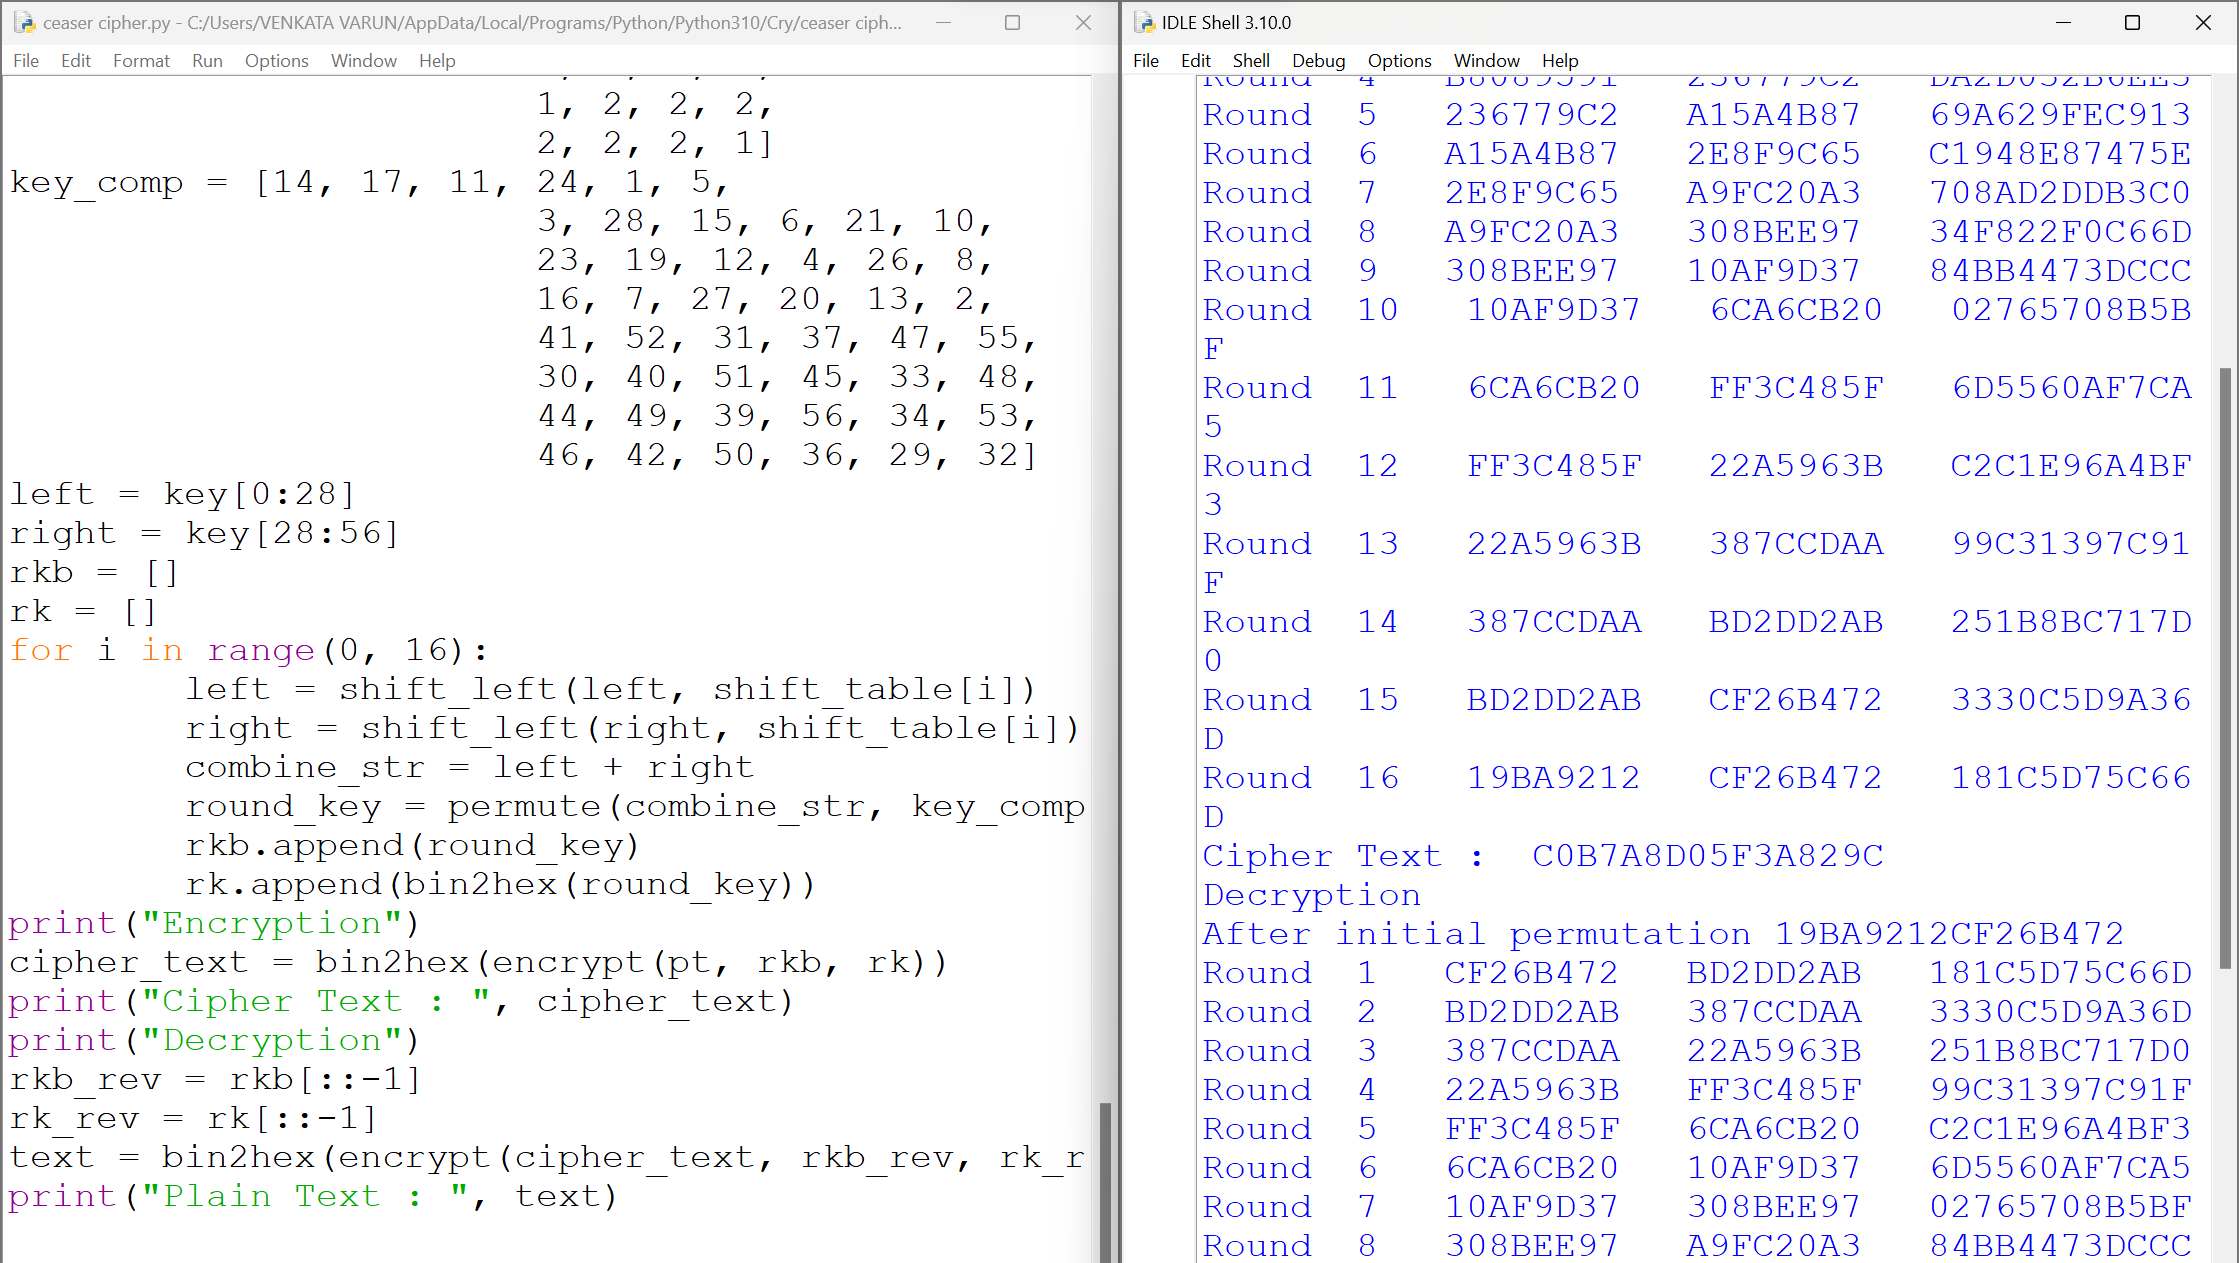 ceaser cipher.py - C:/Users/VENKATA VARUN/AppData/Local/Programs/Python/Python310/Cry/ceaser ciph...
File Edit Format Run Options Window Help
1, 2, 2, 2,
2, 2, 2, 1]
key_comp = [14, 17, 11, 24, 1, 5,
3, 28, 15, 6, 21, 10,
23, 19, 12, 4, 26, 8,
16, 7, 27, 20, 13, 2,
41, 52, 31, 37, 47, 55,
30, 40, 51, 45, 33, 48,
44, 49, 39, 56, 34, 53,
46, 42, 50, 36, 29, 32]
left = key[0:28]
right = key[28:56]
rkb = []
rk = []
for i in range(0, 16):
left = shift_left(left, shift_table[i])
right = shift_left(right, shift_table[i])
combine_str = left + right
round_key = permute(combine_str, key_comp
rkb.append(round_key)
rk.append(bin2hex(round_key))
print("Encryption")
cipher_text = bin2hex(encrypt(pt, rkb, rk))
print("Cipher Text : ", cipher_text)
print("Decryption")
rkb_rev = rkb[::-1]
rk_rev = rk[::-1]
text = bin2hex(encrypt(cipher_text, rkb_rev, rk_r
print("Plain Text : ", text)
IDLE Shell 3.10.0
File Edit Shell Debug Options Window Help
Round 4 B8089591 236779C2 DA2D032B6EE3
Round 5 236779C2 A15A4B87 69A629FEC913
Round 6 A15A4B87 2E8F9C65 C1948E87475E
Round 7 2E8F9C65 A9FC20A3 708AD2DDB3C0
Round 8 A9FC20A3 308BEE97 34F822F0C66D
Round 9 308BEE97 10AF9D37 84BB4473DCCC
Round 10 10AF9D37 6CA6CB20 02765708B5B
F
Round 11 6CA6CB20 FF3C485F 6D5560AF7CA
5
Round 12 FF3C485F 22A5963B C2C1E96A4BF
3
Round 13 22A5963B 387CCDAA 99C31397C91
F
Round 14 387CCDAA BD2DD2AB 251B8BC717D
0
Round 15 BD2DD2AB CF26B472 3330C5D9A36
D
Round 16 19BA9212 CF26B472 181C5D75C66
D
Cipher Text : C0B7A8D05F3A829C
Decryption
After initial permutation 19BA9212CF26B472
Round 1 CF26B472 BD2DD2AB 181C5D75C66D
Round 2 BD2DD2AB 387CCDAA 3330C5D9A36D
Round 3 387CCDAA 22A5963B 251B8BC717D0
Round 4 22A5963B FF3C485F 99C31397C91F
Round 5 FF3C485F 6CA6CB20 C2C1E96A4BF3
Round 6 6CA6CB20 10AF9D37 6D5560AF7CA5
Round 7 10AF9D37 308BEE97 02765708B5BF
Round 8 308BEE97 A9FC20A3 84BB4473DCCC